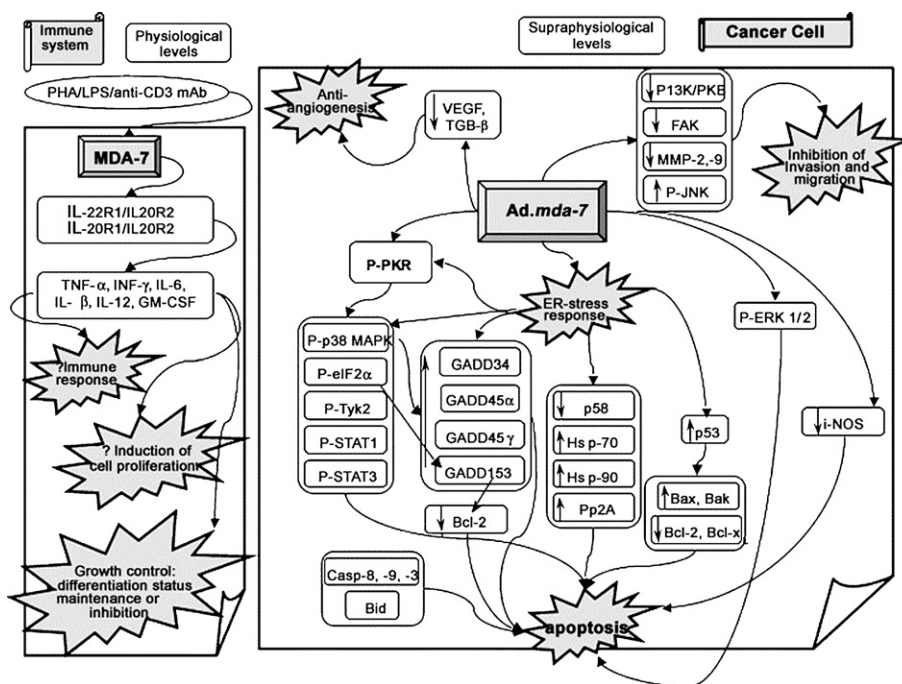 Immune
system
Physiological
levels
PHA/LPS/anti-CD3 mAb
MDA-7
IL-22R1/IL20R2
IL-20R1/IL20R2
TNF-α, INF-γ, IL-6,
IL- β, IL-12, GM-CSF
?Immune
response
? Induction of
cell proliferation
Growth control:
differentiation status
maintenance or
inhibition
Supraphysiological
levels
Cancer Cell
Anti-
angiogenesis
↓ VEGF,
TGB-β
↓ P13K/PKB
↓ FAK
↓ MMP-2,-9
↑ P-JNK
Inhibition of
Invasion and
migration
Ad.mda-7
P-PKR
ER-stress
response
P-ERK 1/2
P-p38 MAPK
P-eIF2α
P-Tyk2
P-STAT1
P-STAT3
↑ GADD34
GADD45α
GADD45γ
GADD153
↓ Bcl-2
↓ p58
↑ Hsp-70
↑ Hsp-90
↑ Pp2A
↑ p53
↑ Bax, Bak
↓ Bcl-2, Bcl-x
↓ i-NOS
Casp-8, -9, -3
Bid
apoptosis